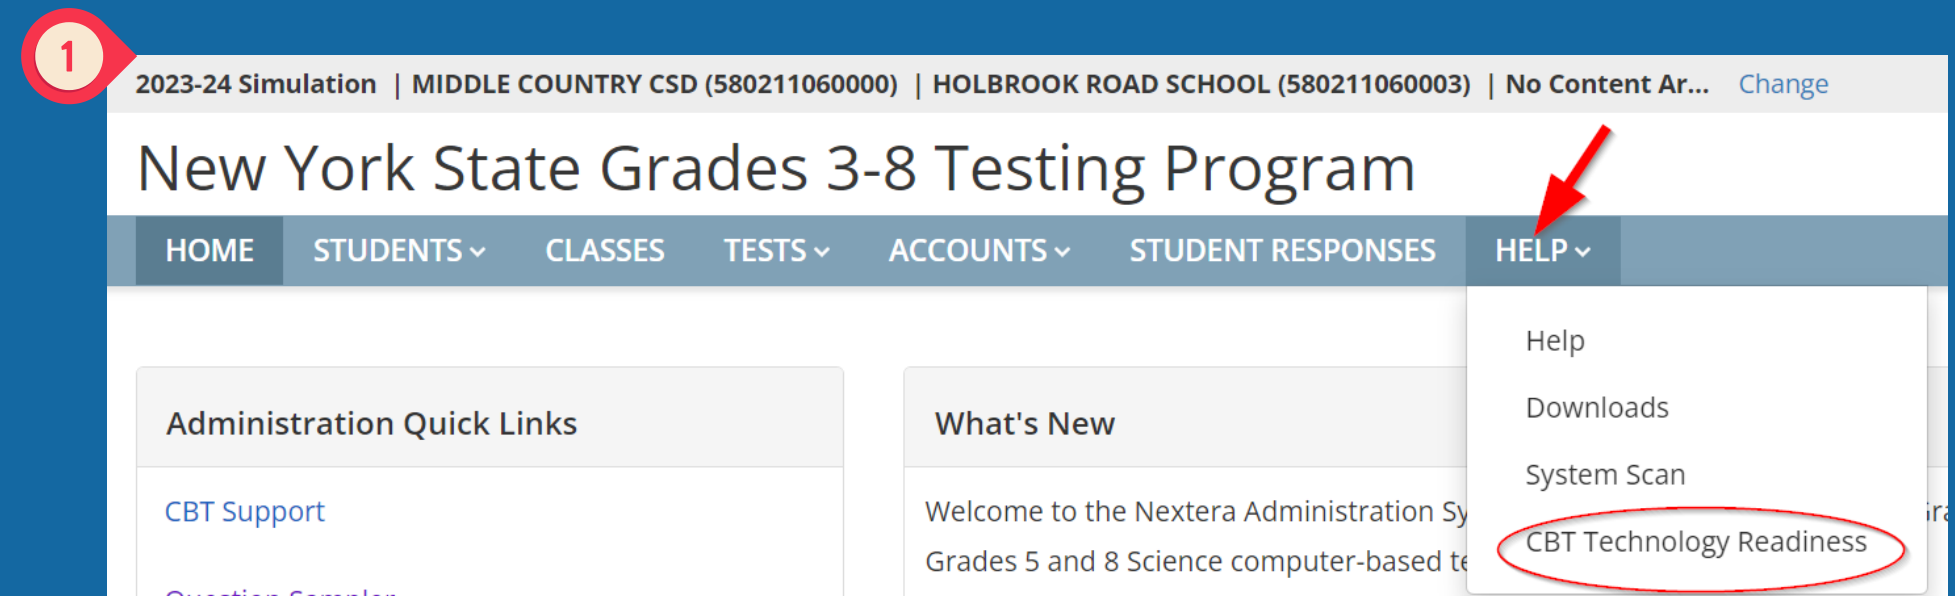 1
2023-24 Simulation | MIDDLE COUNTRY CSD (580211060000) | HOLBROOK ROAD SCHOOL (580211060003) | No Content Ar... Change
New York State Grades 3-8 Testing Program
HOME STUDENTS CLASSES TESTS ACCOUNTS STUDENT RESPONSES HELP
Help
Downloads
System Scan
CBT Technology Readiness
Administration Quick Links
CBT Support
Question Sampler
What's New
Welcome to the Nextera Administration
Grades 5 and 8 Science computer-based